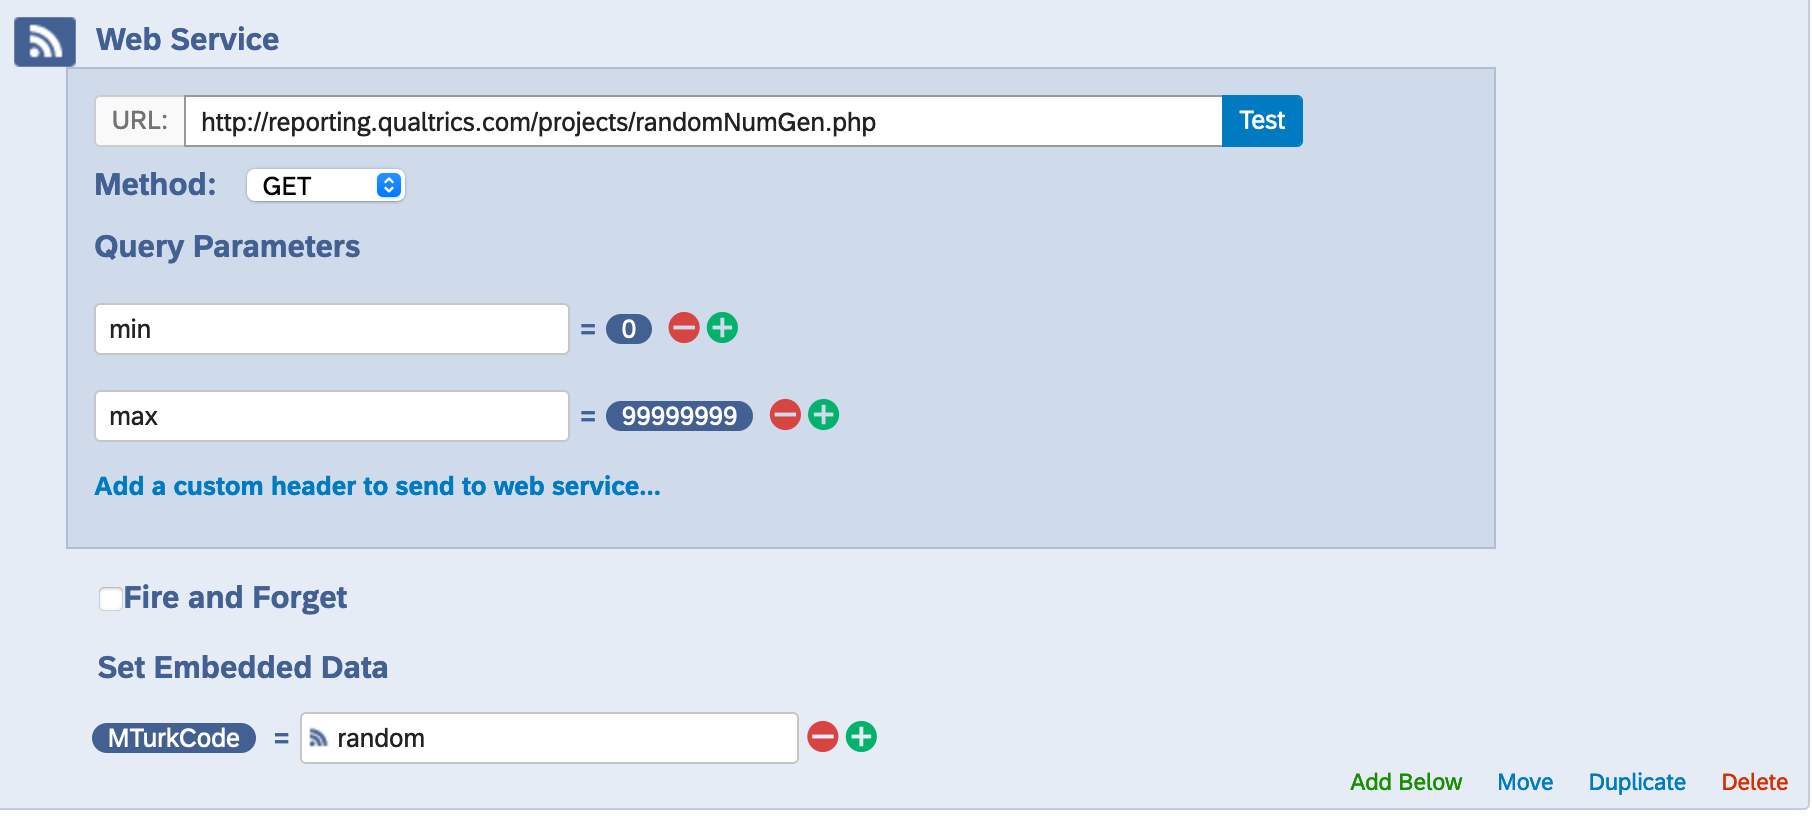 Web Service
URL: http://reporting.qualtrics.com/projects/randomNumGen.php Test
Method: GET
Query Parameters
min = 0
max = 99999999
Add a custom header to send to web service...
Fire and Forget
Set Embedded Data
MTurkCode = random
Add Below Move Duplicate Delete